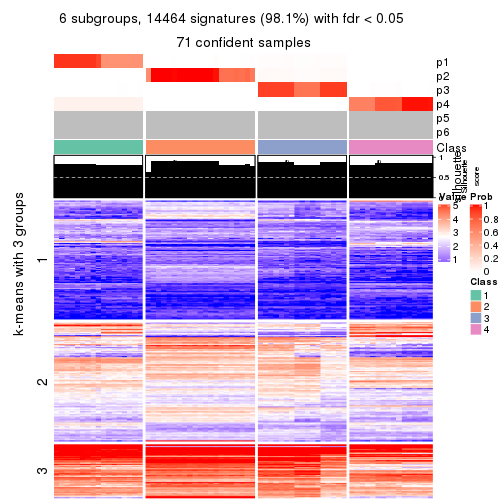 6 subgroups, 14464 signatures (98.1%) with fdr < 0.05
71 confident samples
p1
p2
p3
p4
p5
p6
Class
1
0.5
0
silhouette
Silhouette
score
k-means with 3 groups
1
2
3
Value
5
4
3
2
1
Prob
1
0.8
0.6
0.4
0.2
0
Class
1
2
3
4